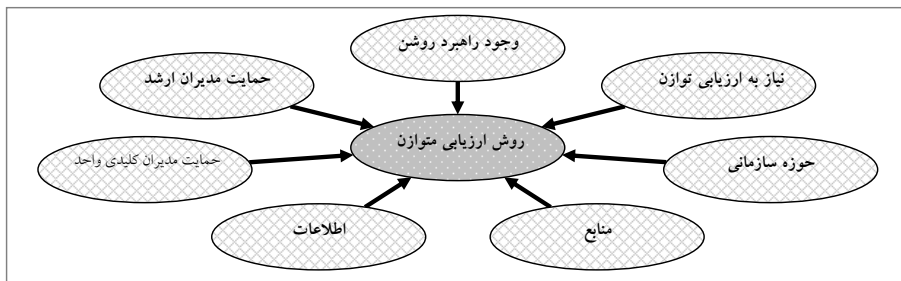 وجود راهبرد روشن
نیاز به ارزیابی توازن
حمایت مدیران ارشد
روش ارزیابی متوازن
حوزه سازمانی
حمایت مدیران کلیدی واحد
منابع
اطلاعات